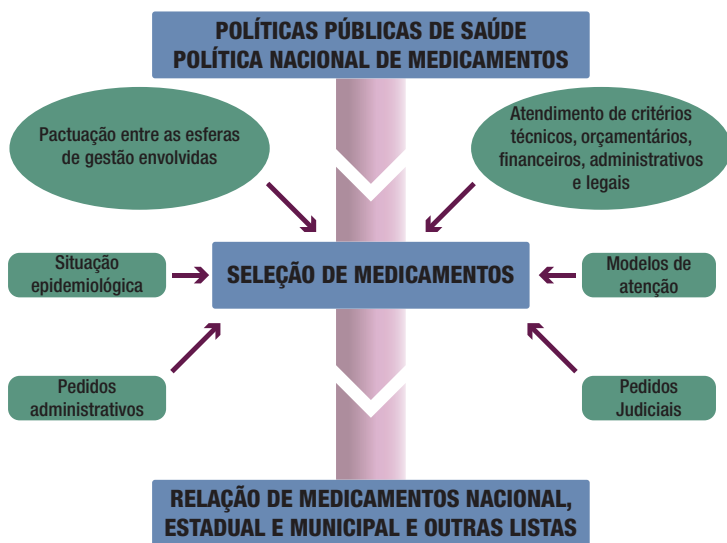 POLÍTICAS PÚBLICAS DE SAÚDE
POLÍTICA NACIONAL DE MEDICAMENTOS
Pactuação entre as esferas
de gestão envolvidas
Atendimento de critérios
técnicos, orçamentários,
financeiros, administrativos
e legais
Situação
epidemiológica
SELEÇÃO DE MEDICAMENTOS
Modelos de
atenção
Pedidos
administrativos
Pedidos
Judiciais
RELAÇÃO DE MEDICAMENTOS NACIONAL,
ESTADUAL E MUNICIPAL E OUTRAS LISTAS